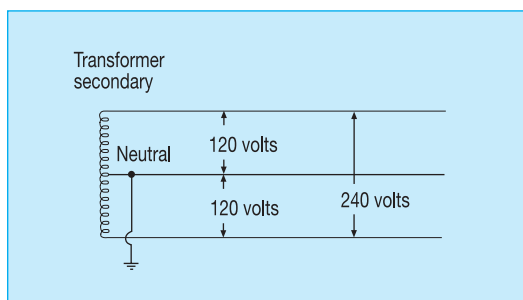 Transformer
secondary
Neutral
120 volts
120 volts
240 volts